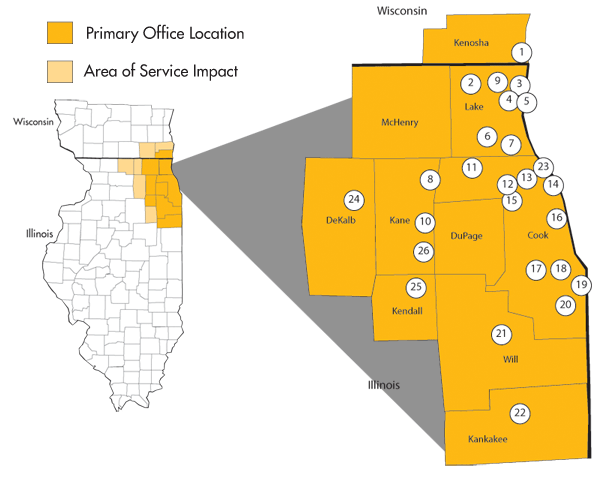 Primary Office Location
Area of Service Impact
Wisconsin
Illinois
Wisconsin
Kenosha
1
2
9
3
Lake
4
5
McHenry
6
7
11
23
8
12
13
14
24
15
DeKalb
Kane
10
16
DuPage
Cook
26
17
18
25
19
Kendall
20
21
Will
Illinois
22
Kankakee